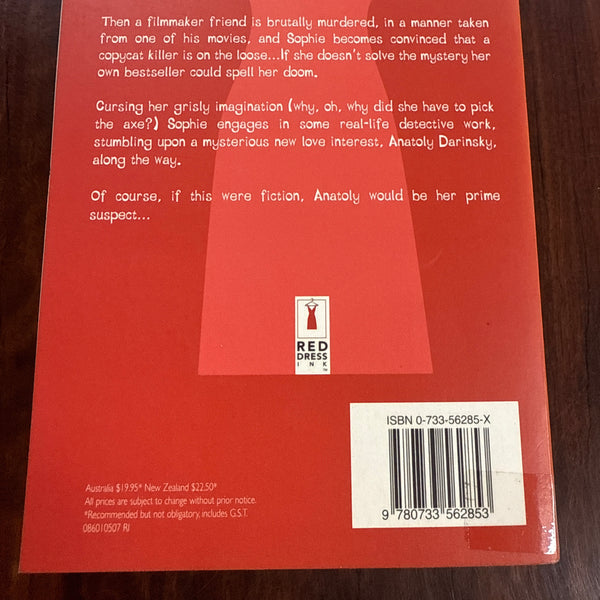 Then a filmmaker friend is brutally murdered, in a manner taken
from one of his movies, and Sophie becomes convinced that a
copycat killer is on the loose...If she doesn't solve the mystery her
own bestseller could spell her doom.
Cursing her grisly imagination (why, oh, why did she have to pick
the axe?) Sophie engages in some real-life detective work,
stumbling upon a mysterious new love interest, Anatoly Darinsky,
along the way.
Of course, if this were fiction, Anatoly would be her prime
suspect...
RED
DRESS
INK
™
ISBN 0-733-56285-X
9 780733 562853
Australia $19.95* New Zealand $22.50*
All prices are subject to change without prior notice.
*Recommended but not obligatory, includes G.S.T.
086010507 RI